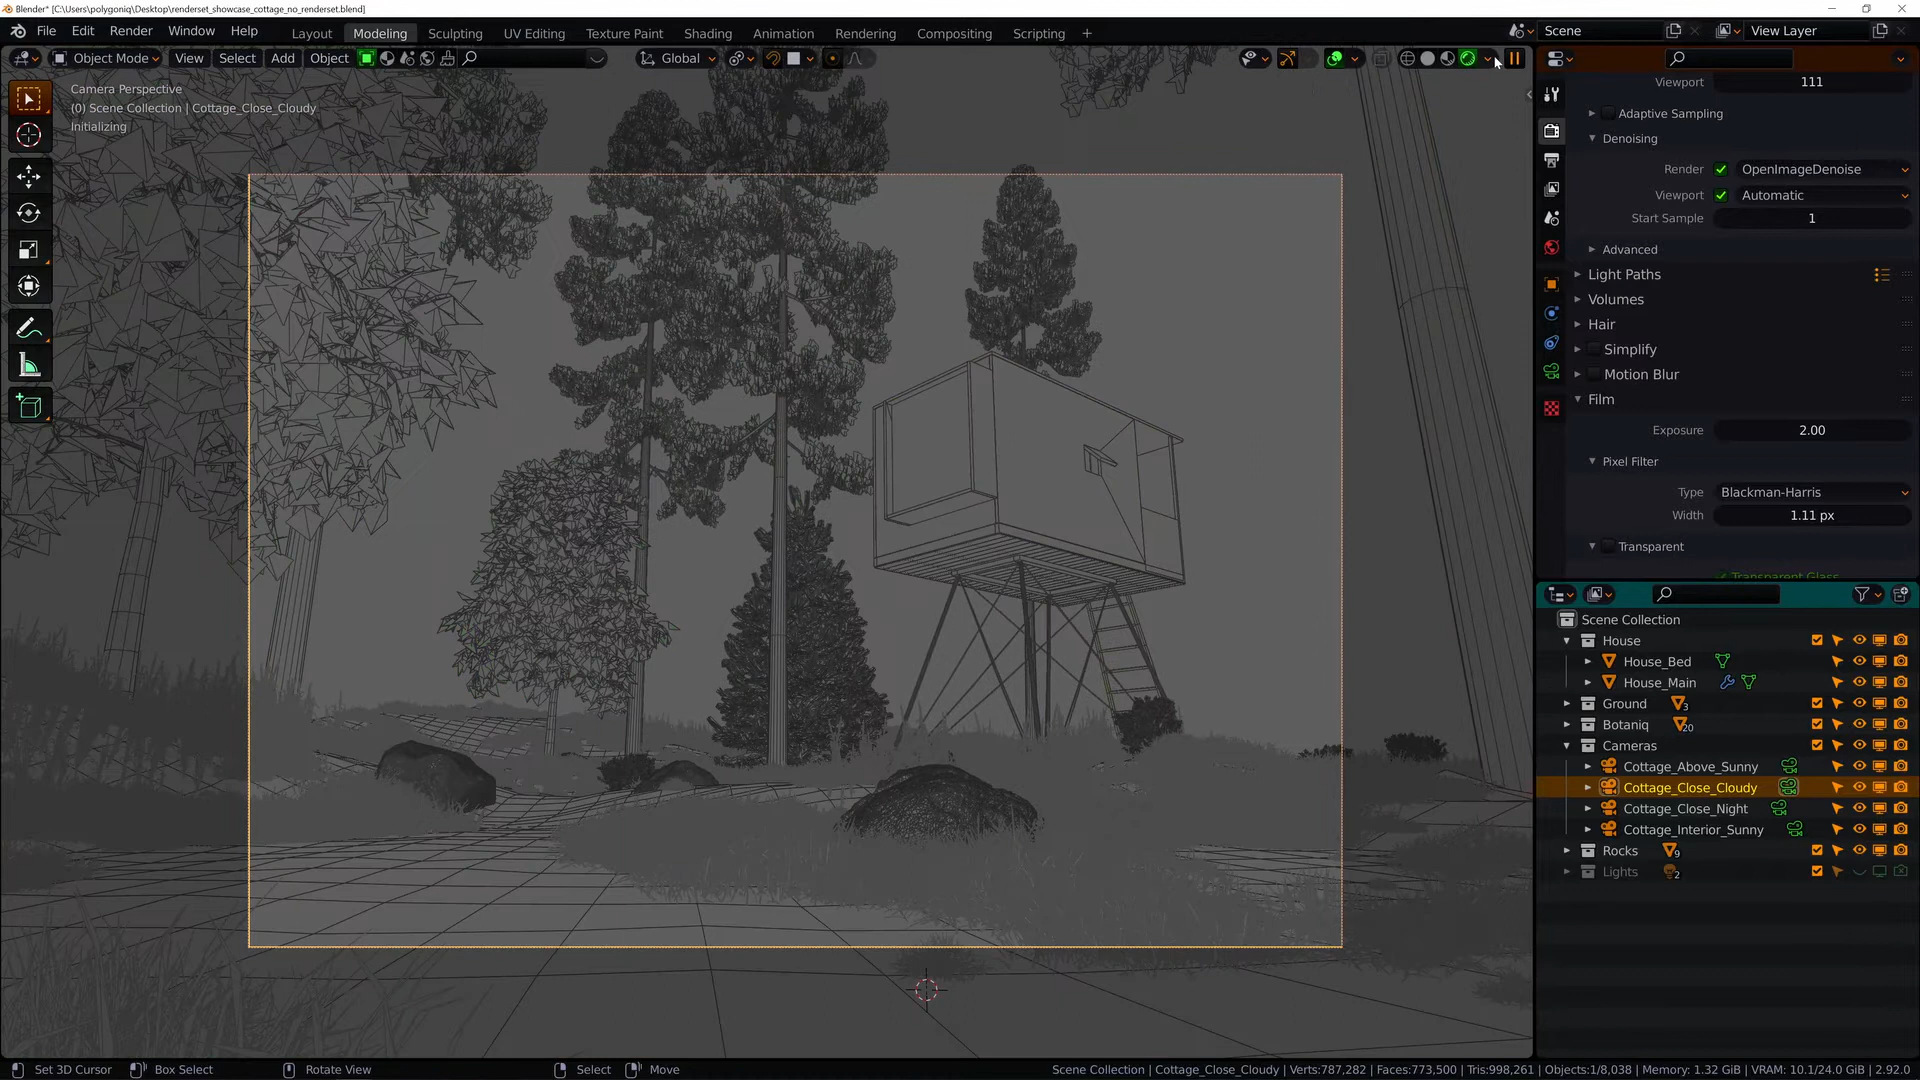 Blender* [C:\Users\polygoniq\Desktop\renderset_showcase_cottage_no_renderset.blend]
File Edit Render Window Help Layout Modeling Sculpting UV Editing Texture Paint Shading Animation Rendering Compositing Scripting + Scene View Layer
Object Mode View Select Add Object Global
Camera Perspective
(0) Scene Collection | Cottage_Close_Cloudy
Initializing
Viewport 111
Adaptive Sampling
Denoising
Render OpenImageDenoise
Viewport Automatic
Start Sample 1
Advanced
Light Paths
Volumes
Hair
Simplify
Motion Blur
Film
Exposure 2.00
Pixel Filter
Type Blackman-Harris
Width 1.11 px
Transparent
Transparent Glass
Scene Collection
House
House_Bed
House_Main
Ground 3
Botaniq 20
Cameras
Cottage_Above_Sunny
Cottage_Close_Cloudy
Cottage_Close_Night
Cottage_Interior_Sunny
Rocks 9
Lights 2
Set 3D Cursor Box Select Rotate View Select Move Scene Collection | Cottage_Close_Cloudy | Verts:787,282 | Faces:773,500 | Tris:998,261 | Objects:1/8,038 | Memory: 1.32 GiB | VRAM: 10.1/24.0 GiB | 2.92.0